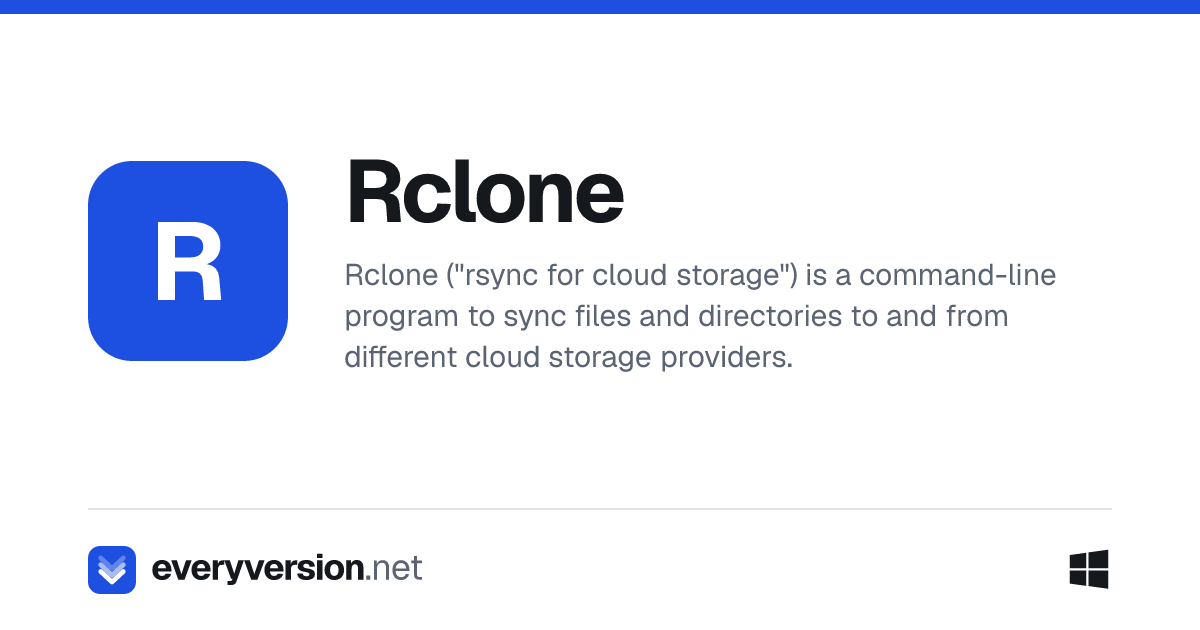 R
Rclone
Rclone ("rsync for cloud storage") is a command-line
program to sync files and directories to and from
different cloud storage providers.
everyversion.net